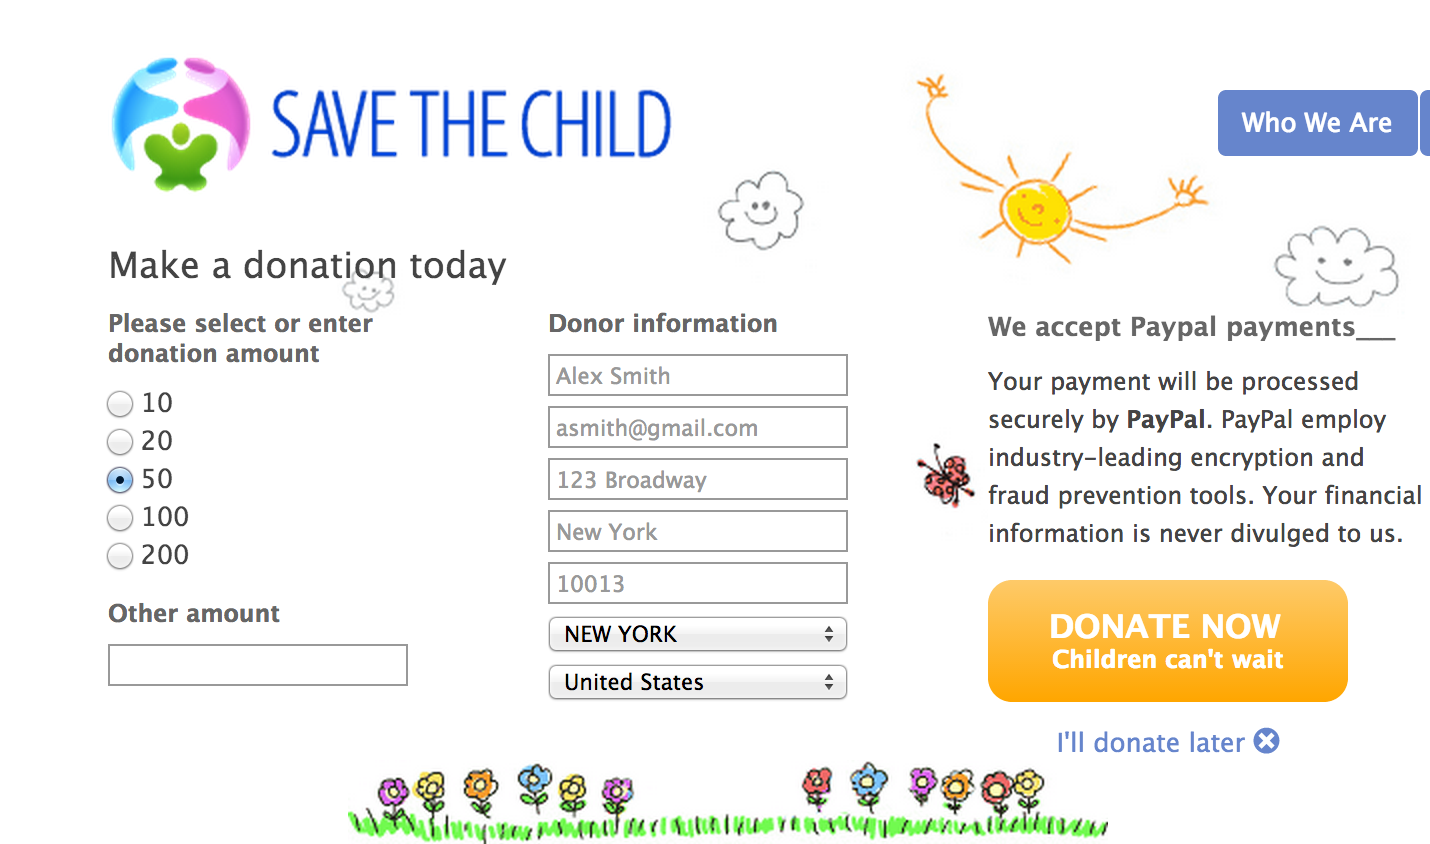 SAVE THE CHILD
Who We Are
Make a donation today
Please select or enter
donation amount
10
20
50
100
200
Other amount
Donor information
Alex Smith
asmith@gmail.com
123 Broadway
New York
10013
NEW YORK
United States
We accept Paypal payments___
Your payment will be processed
securely by PayPal. PayPal employ
industry-leading encryption and
fraud prevention tools. Your financial
information is never divulged to us.
DONATE NOW
Children can't wait
I'll donate later